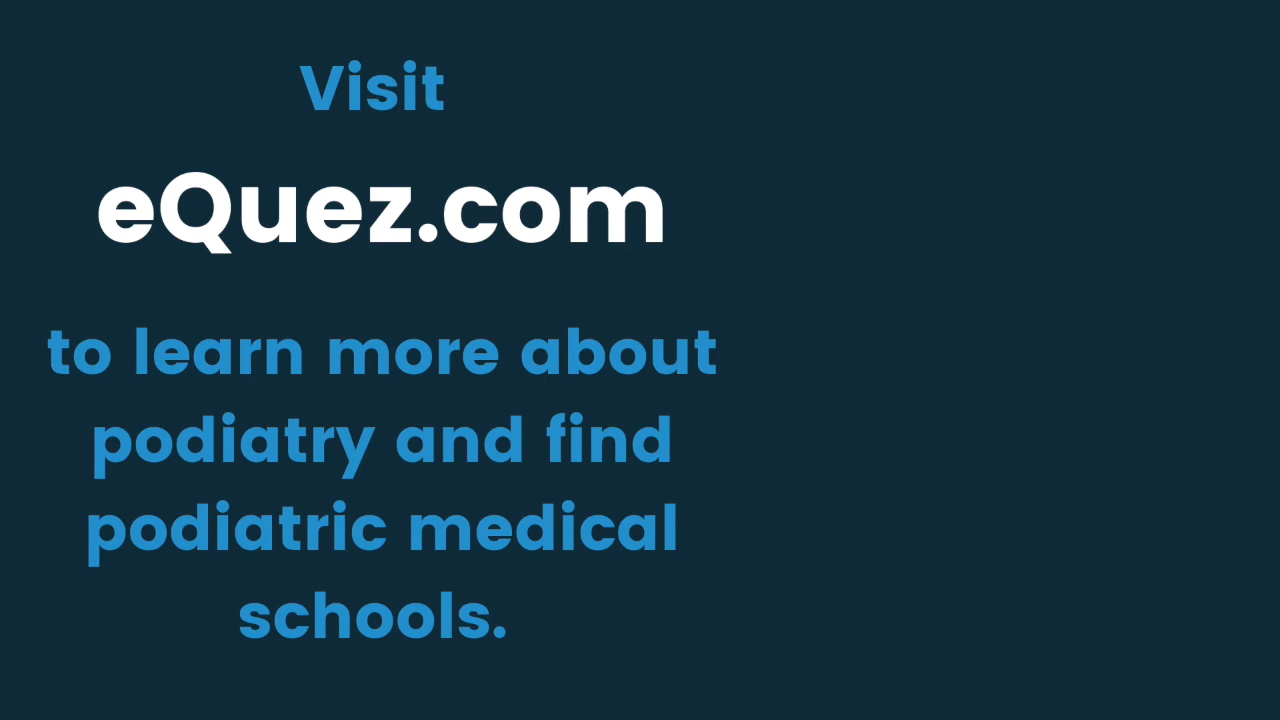 Visit
eQuez.com
to learn more about
podiatry and find
podiatric medical
schools.